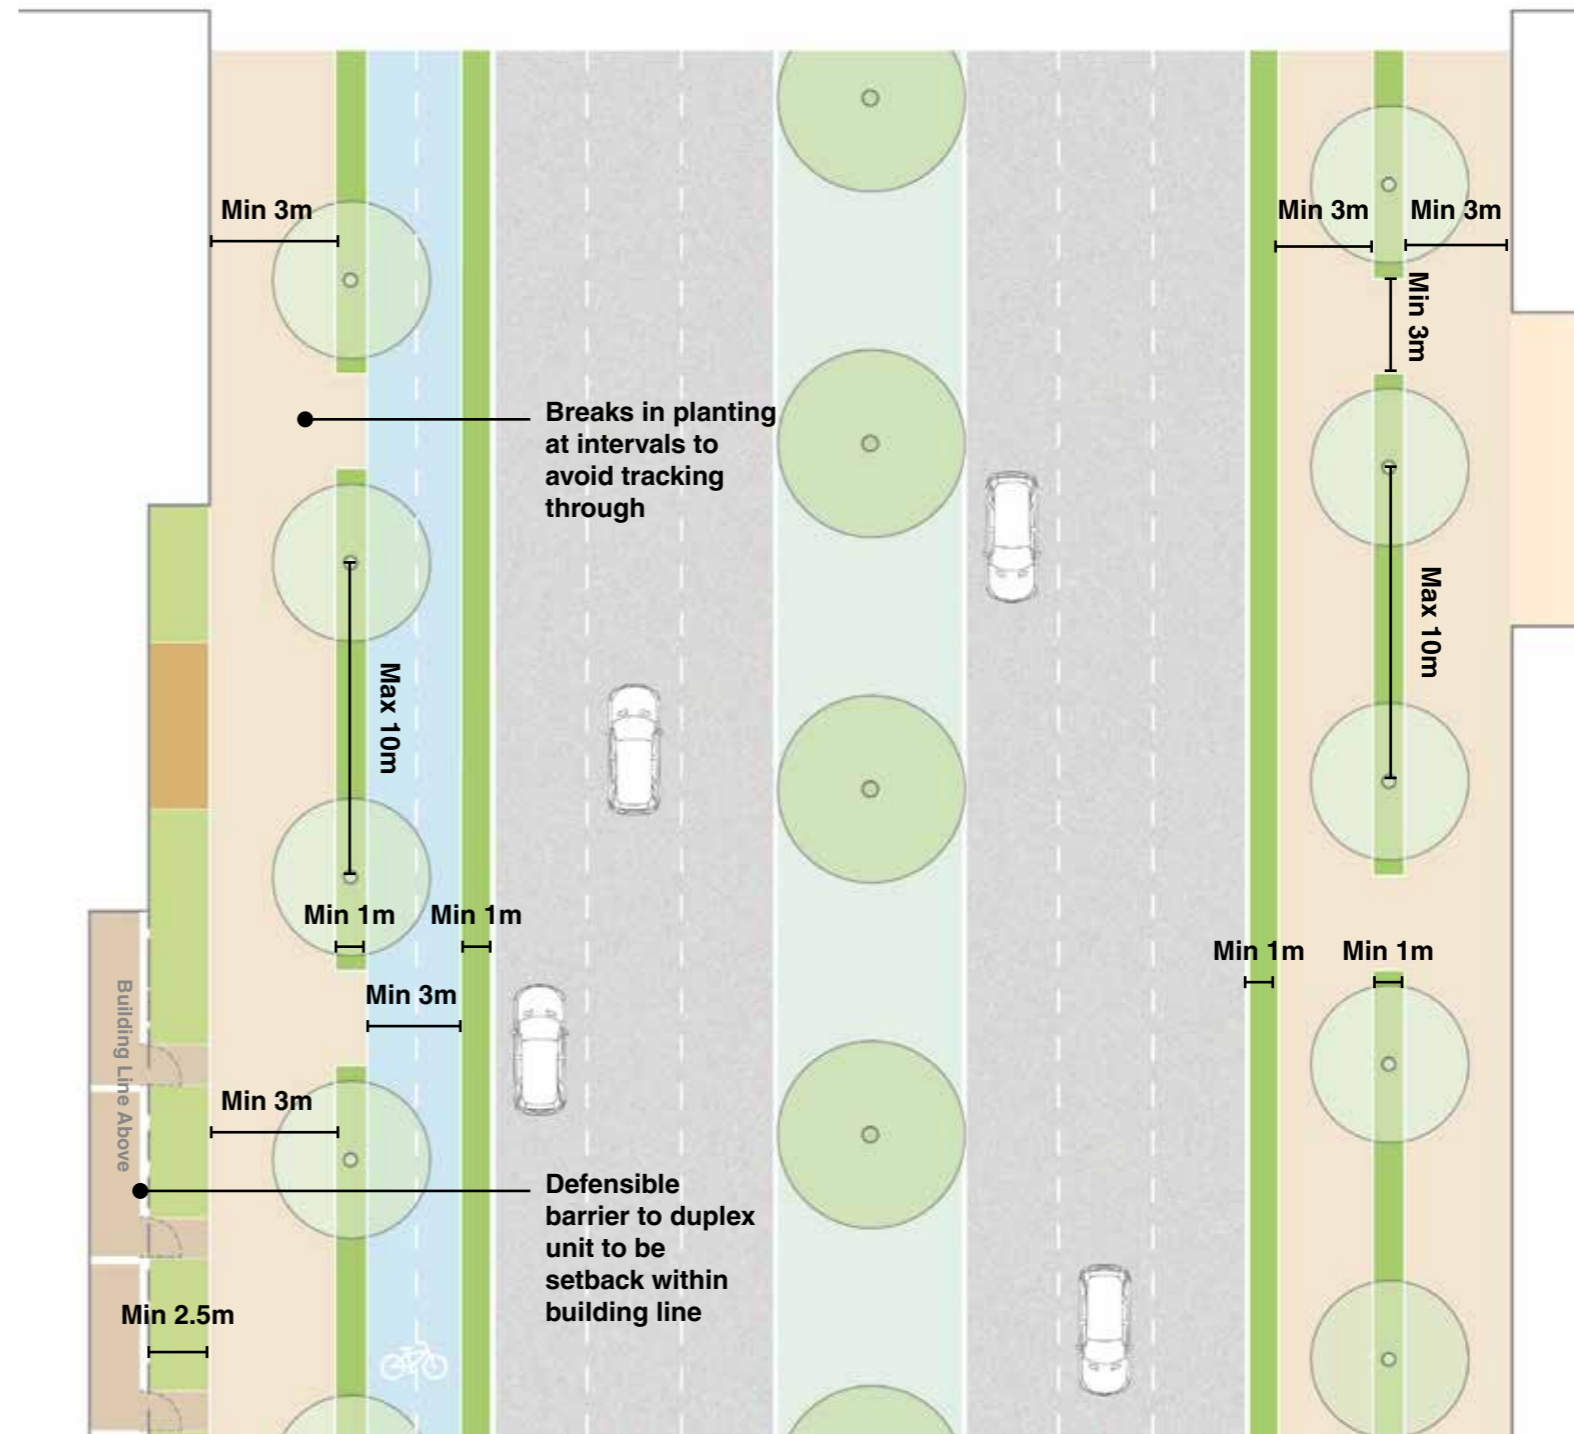 Min 3m
Min 3m
Min 3m
Min 3m
Breaks in planting
at intervals to
avoid tracking
through
Max 10m
Max 10m
Min 1m
Min 1m
Min 1m
Min 1m
Min 3m
Building Line Above
Min 3m
Defensible
barrier to duplex
unit to be
setback within
building line
Min 2.5m